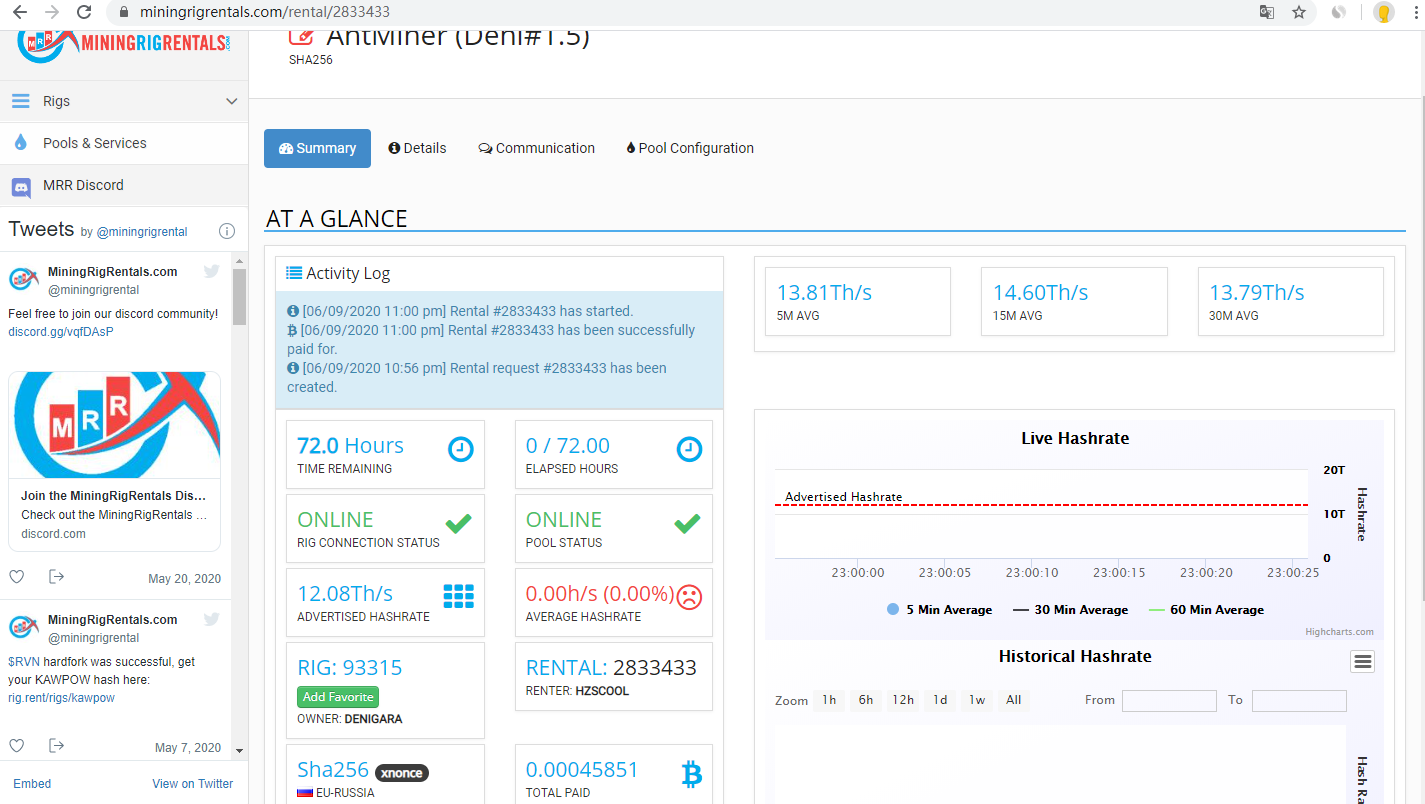 miningrigrentals.com/rental/2833433
MRR MININGRIGRENTALS.COM
Rigs
Pools & Services
MRR Discord
Tweets by @miningrigrental
MiningRigRentals.com
@miningrigrental
Feel free to join our discord community!
discord.gg/vqfDAsP
MRR
Join the MiningRigRentals Dis...
Check out the MiningRigRentals ...
discord.com
May 20, 2020
MiningRigRentals.com
@miningrigrental
$RVN hardfork was successful, get
your KAWPOW hash here:
rig.rent/rigs/kawpow
May 7, 2020
Embed
View on Twitter
AntMiner (Deni#1.5)
SHA256
Summary
Details
Communication
Pool Configuration
AT A GLANCE
Activity Log
[06/09/2020 11:00 pm] Rental #2833433 has started.
[06/09/2020 11:00 pm] Rental #2833433 has been successfully
paid for.
[06/09/2020 10:56 pm] Rental request #2833433 has been
created.
72.0 Hours
TIME REMAINING
0 / 72.00
ELAPSED HOURS
ONLINE
RIG CONNECTION STATUS
ONLINE
POOL STATUS
12.08Th/s
ADVERTISED HASHRATE
0.00h/s (0.00%)
AVERAGE HASHRATE
RIG: 93315
Add Favorite
OWNER: DENIGARA
RENTAL: 2833433
RENTER: HZSCOOL
Sha256 xnonce
EU-RUSSIA
0.00045851
TOTAL PAID
13.81Th/s
5M AVG
14.60Th/s
15M AVG
13.79Th/s
30M AVG
Live Hashrate
Advertised Hashrate
20T
10T
0
Hashrate
23:00:00
23:00:05
23:00:10
23:00:15
23:00:20
23:00:25
5 Min Average
30 Min Average
60 Min Average
Highcharts.com
Historical Hashrate
Zoom 1h 6h 12h 1d 1w All
From
To
Hash Ra